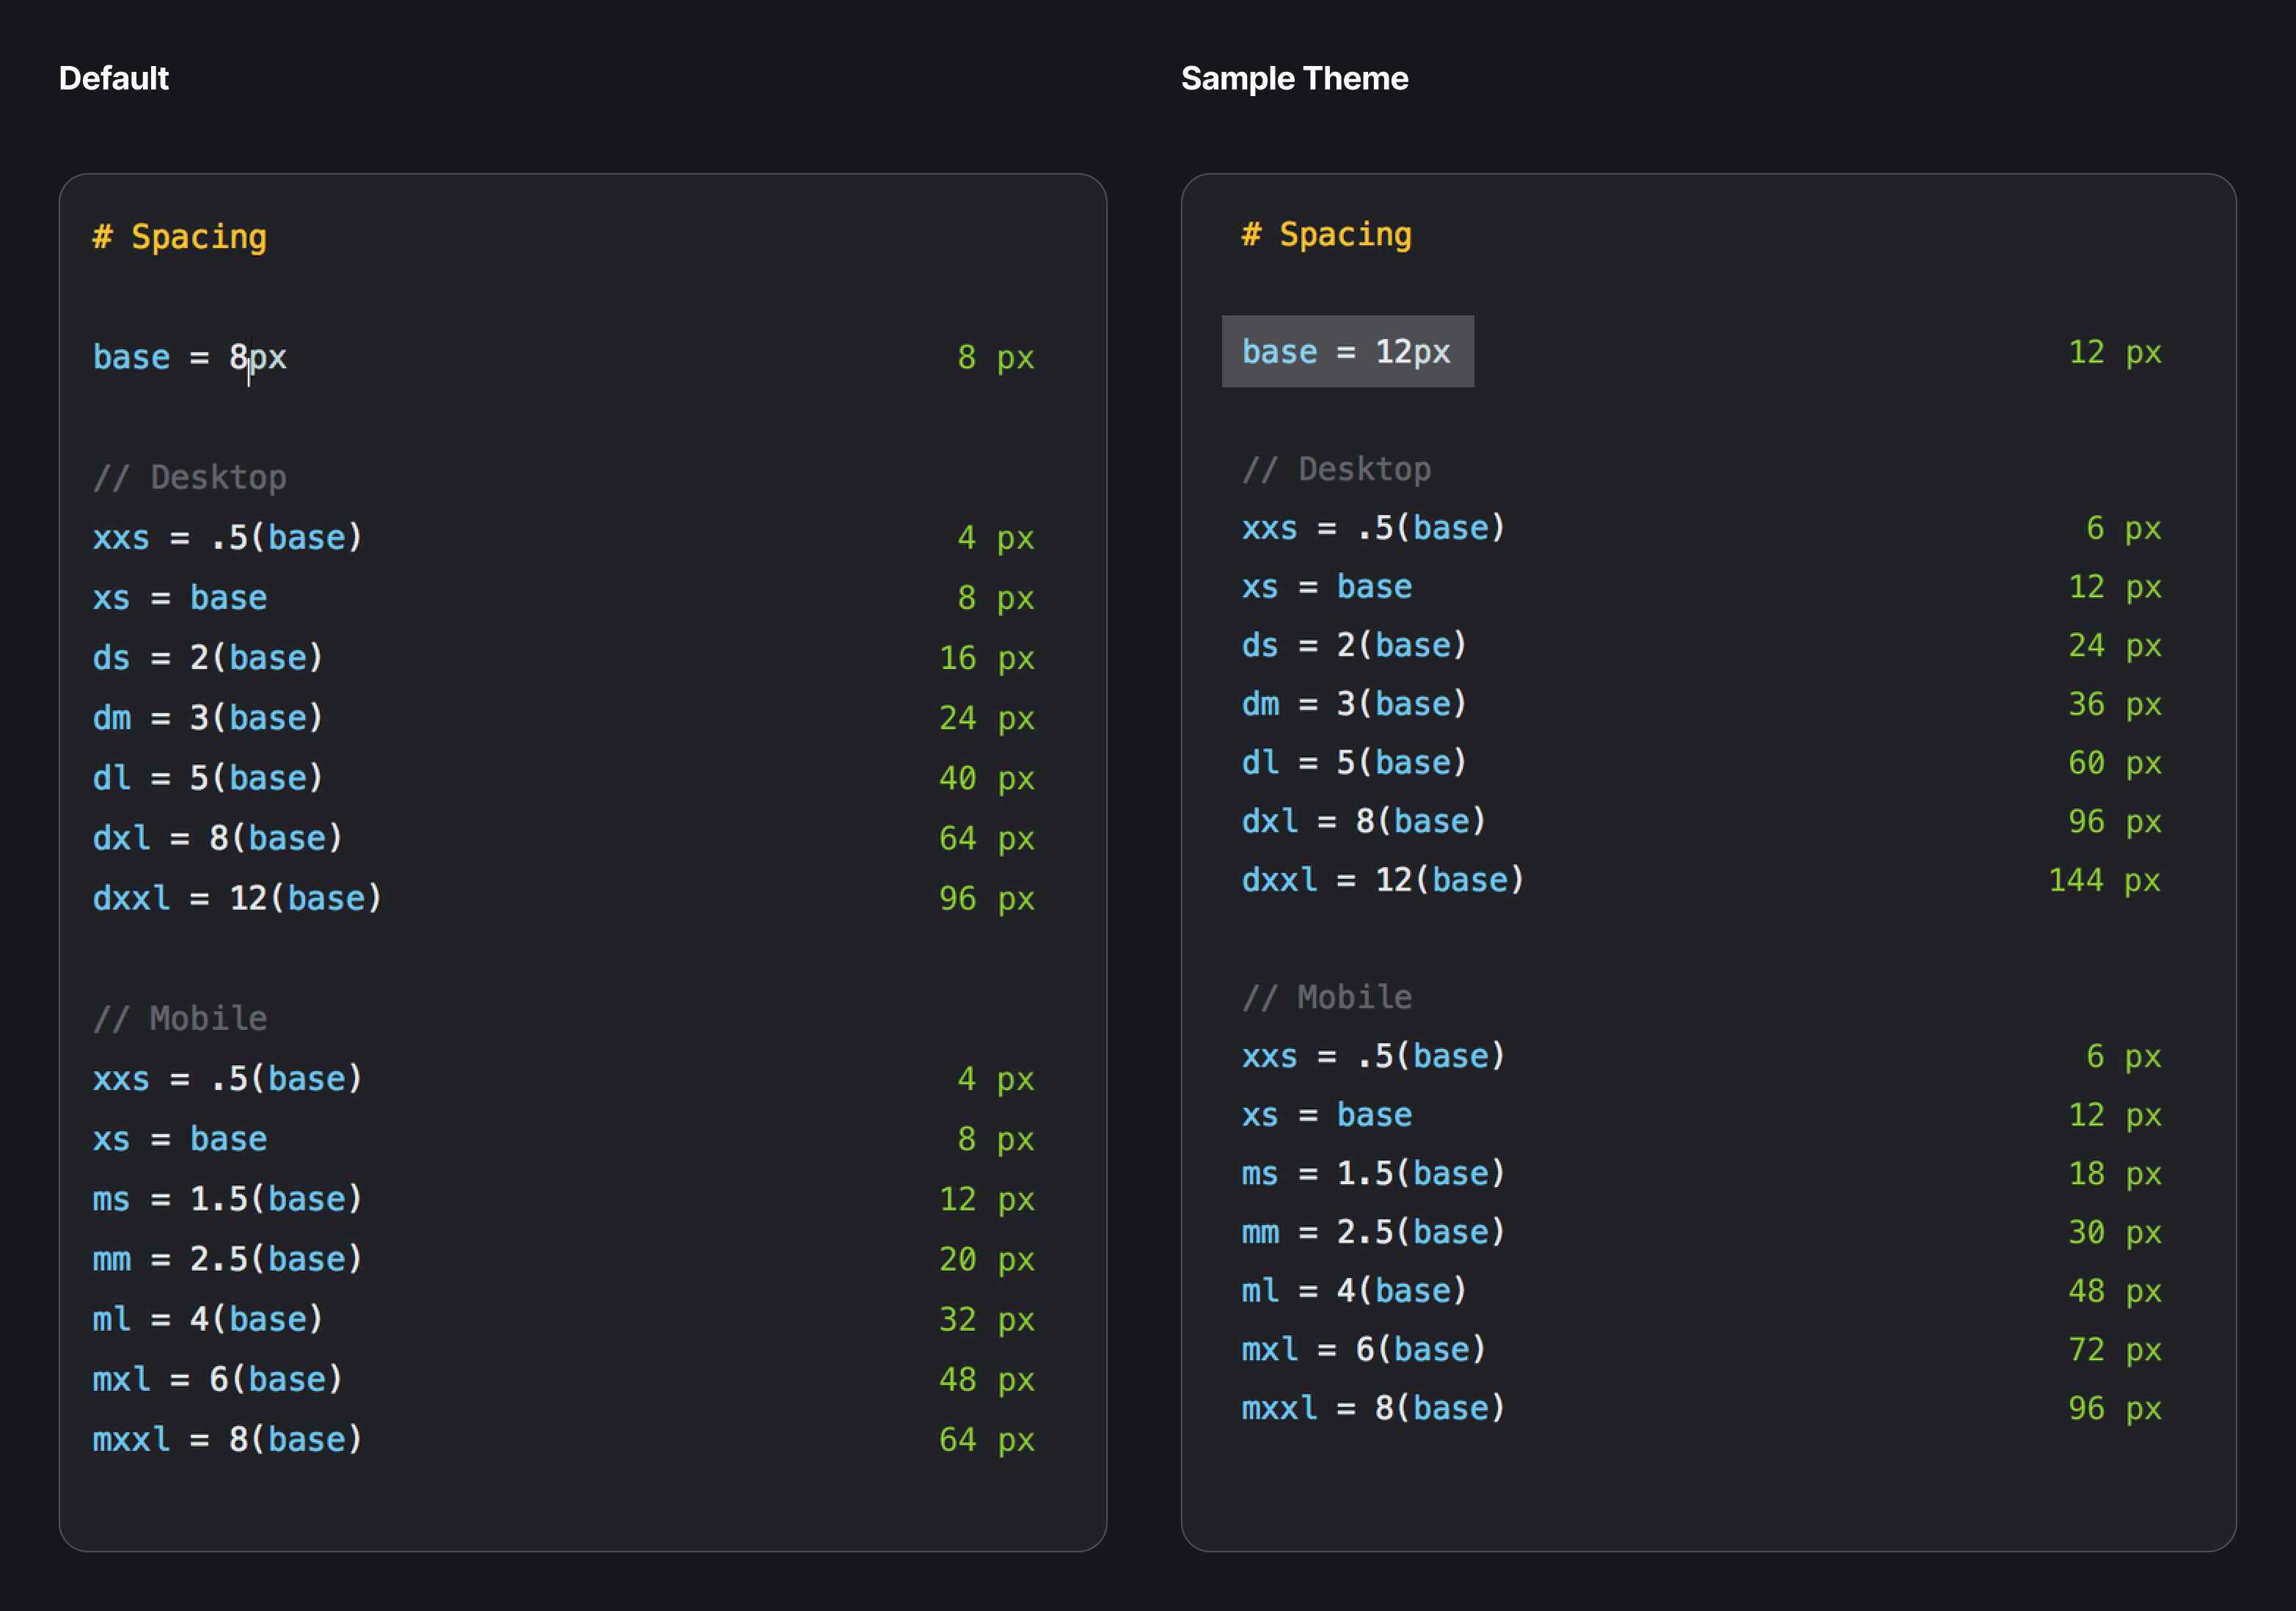 Default
# Spacing
base = 8px 8 px
// Desktop
xxs = .5(base) 4 px
xs = base 8 px
ds = 2(base) 16 px
dm = 3(base) 24 px
dl = 5(base) 40 px
dxl = 8(base) 64 px
dxxl = 12(base) 96 px
// Mobile
xxs = .5(base) 4 px
xs = base 8 px
ms = 1.5(base) 12 px
mm = 2.5(base) 20 px
ml = 4(base) 32 px
mxl = 6(base) 48 px
mxxl = 8(base) 64 px
Sample Theme
# Spacing
base = 12px 12 px
// Desktop
xxs = .5(base) 6 px
xs = base 12 px
ds = 2(base) 24 px
dm = 3(base) 36 px
dl = 5(base) 60 px
dxl = 8(base) 96 px
dxxl = 12(base) 144 px
// Mobile
xxs = .5(base) 6 px
xs = base 12 px
ms = 1.5(base) 18 px
mm = 2.5(base) 30 px
ml = 4(base) 48 px
mxl = 6(base) 72 px
mxxl = 8(base) 96 px